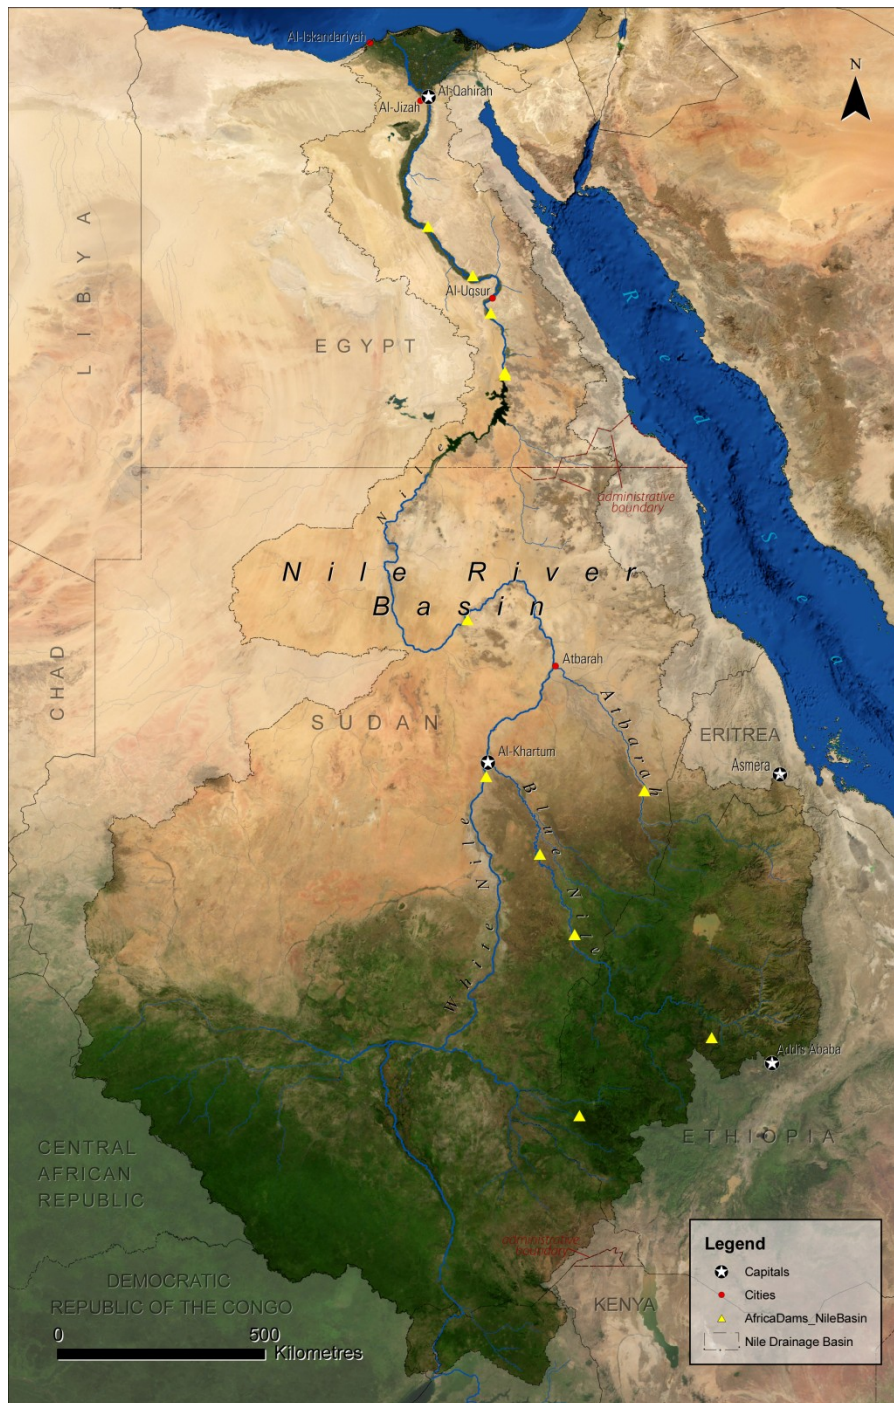 Al-Iskandariyah
N
Al-Qahirah
Al-Jizah
LIBYA
Al-Uqsur
EGYPT
Red Sea
Nile
administrative
boundary
Nile River
Basin
CHAD
Atbarah
Atbarah
SUDAN
ERITREA
Al-Khartum
Asmera
Blue Nile
White Nile
Addis Ababa
ETHIOPIA
CENTRAL
AFRICAN
REPUBLIC
administrative
boundary
DEMOCRATIC
REPUBLIC OF THE CONGO
KENYA
0 500
Kilometres
Legend
Capitals
Cities
AfricaDams_NileBasin
Nile Drainage Basin